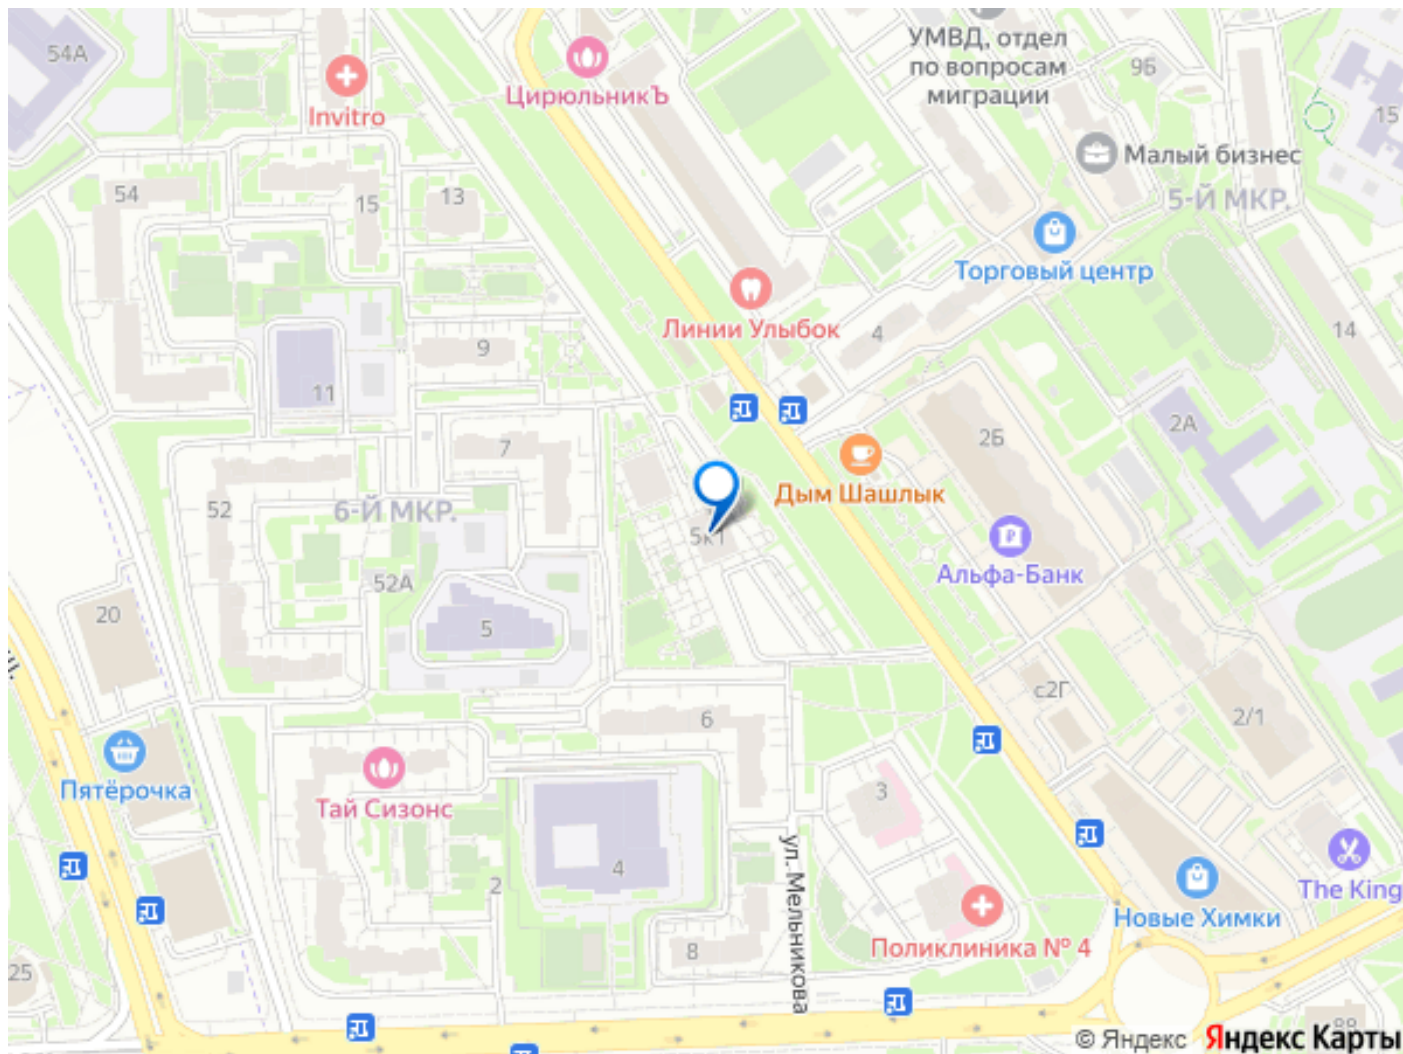 54А
Invitro
ЦирюльникЪ
УМВД, отдел
по вопросам
миграции
9Б
15
Малый бизнес
5-Й МКР.
54
15
13
Торговый центр
Линии Улыбок
4
14
9
11
2Б
2А
7
Дым Шашлык
52
6-Й МКР.
5к1
Альфа-Банк
52А
20
5
с2Г
6
2/1
Пятёрочка
Тай Сизонс
3
ул. Мельникова
4
2
The King
Новые Химки
Поликлиника № 4
8
25
88
© Яндекс Яндекс Карты